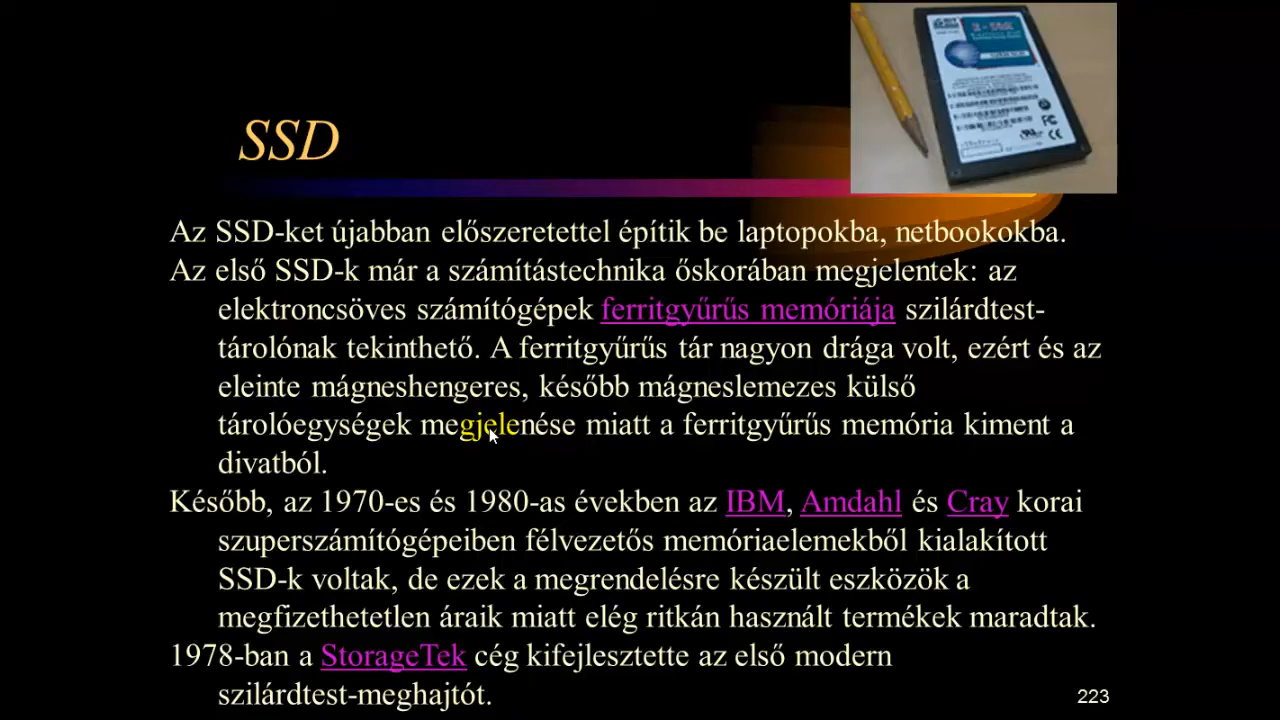 SSD
Az SSD-ket újabban előszeretettel építik be laptopokba, netbookokba.
Az első SSD-k már a számítástechnika őskorában megjelentek: az
elektroncsöves számítógépek ferritgyűrűs memóriája szilárdtest-
tárolónak tekinthető. A ferritgyűrűs tár nagyon drága volt, ezért és az
eleinte mágneshengeres, később mágneslemezes külső
tárolóegységek megjelenése miatt a ferritgyűrűs memória kiment a
divatból.
Később, az 1970-es és 1980-as években az IBM, Amdahl és Cray korai
szuperszámítógépeiben félvezetős memóriaelemekből kialakított
SSD-k voltak, de ezek a megrendelésre készült eszközök a
megfizethetetlen áraik miatt elég ritkán használt termékek maradtak.
1978-ban a StorageTek cég kifejlesztette az első modern
szilárdtest-meghajtót.
223